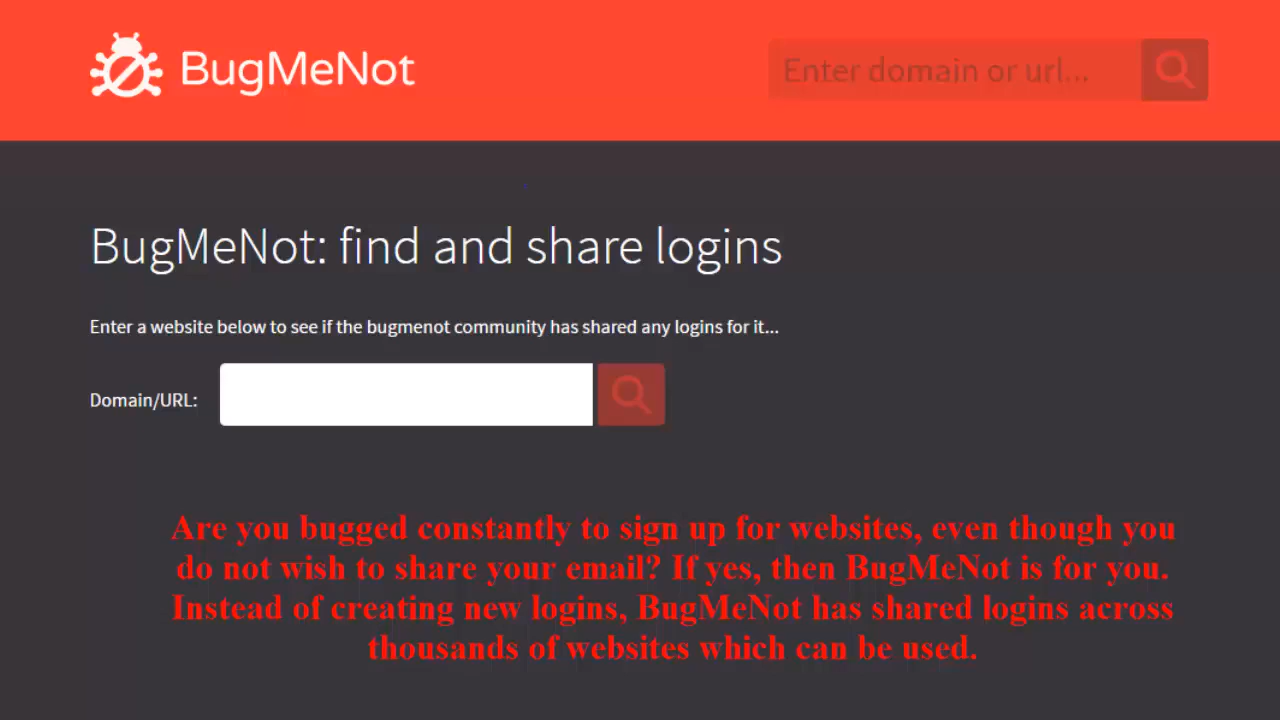 BugMeNot
Enter domain or url...
BugMeNot: find and share logins
Enter a website below to see if the bugmenot community has shared any logins for it...
Domain/URL:
Are you bugged constantly to sign up for websites, even though you
do not wish to share your email? If yes, then BugMeNot is for you.
Instead of creating new logins, BugMeNot has shared logins across
thousands of websites which can be used.